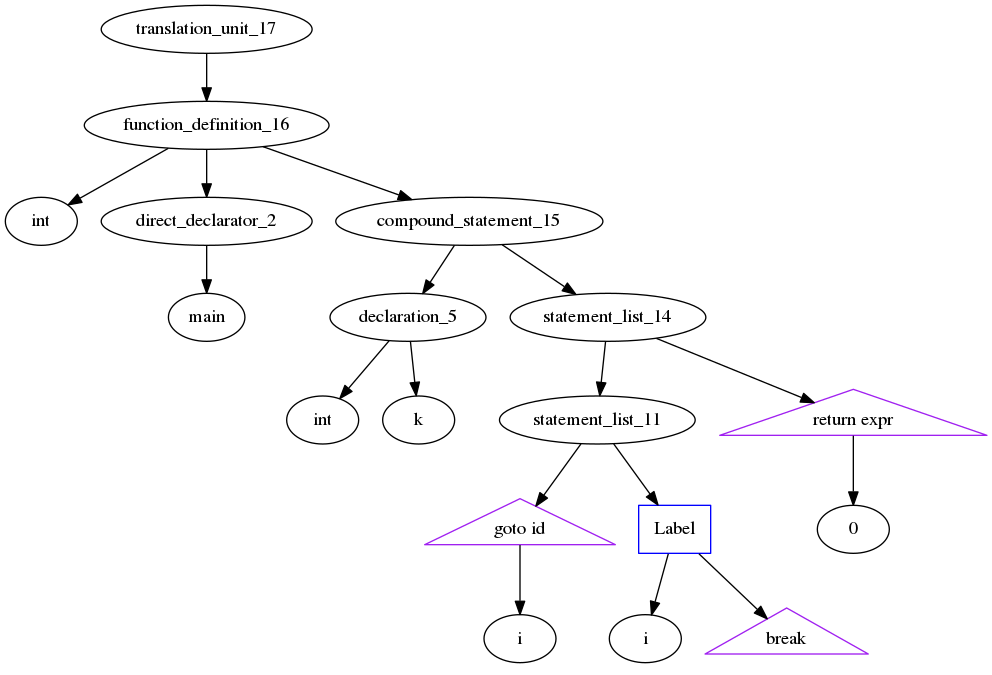 translation_unit_17
function_definition_16
int
direct_declarator_2
compound_statement_15
main
declaration_5
statement_list_14
int
k
statement_list_11
return expr
goto id
Label
0
i
i
break